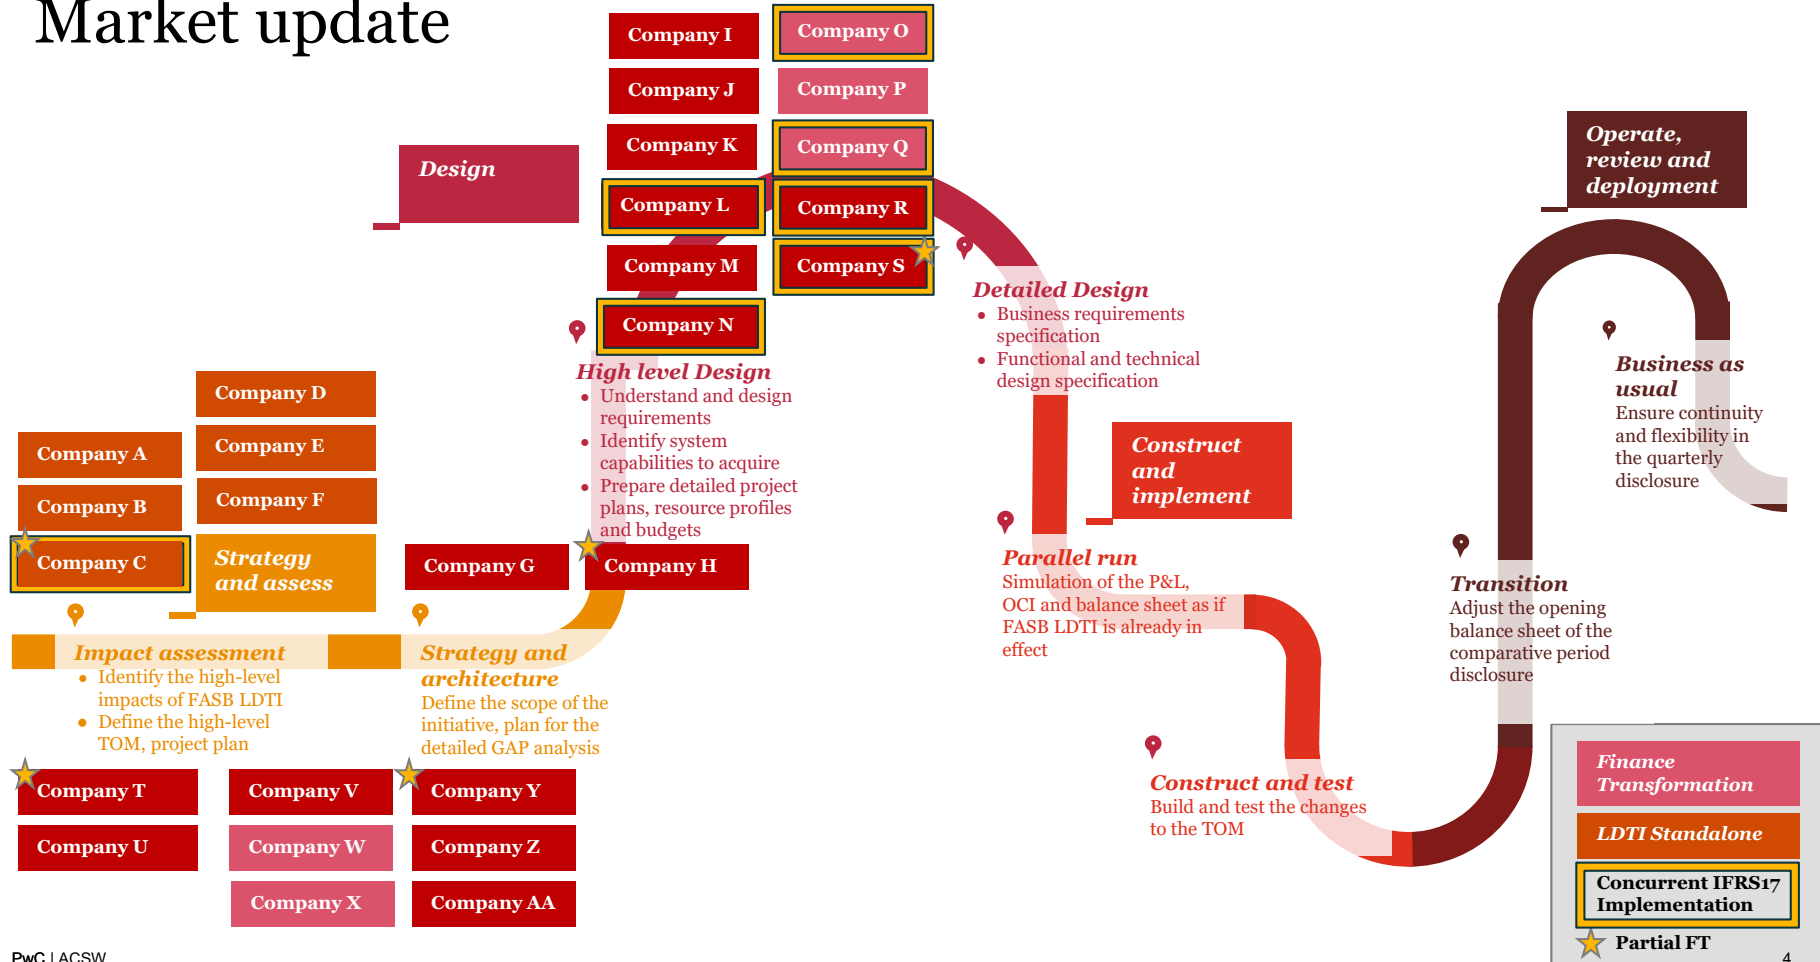 Market update
Company I
Company O
Company J
Company P
Company K
Company Q
Design
Company L
Company R
Company M
Company S
Company N
Operate,
review and
deployment
High level Design
• Understand and design
requirements
• Identify system
capabilities to acquire
• Prepare detailed project
plans, resource profiles
and budgets
Detailed Design
• Business requirements
specification
• Functional and technical
design specification
Business as
usual
Ensure continuity
and flexibility in
the quarterly
disclosure
Company D
Company A
Company E
Company B
Company F
Company C
Strategy
and assess
Company G
Company H
Construct
and
implement
Parallel run
Simulation of the P&L,
OCI and balance sheet as if
FASB LDTI is already in
effect
Transition
Adjust the opening
balance sheet of the
comparative period
disclosure
Impact assessment
• Identify the high-level
impacts of FASB LDTI
• Define the high-level
TOM, project plan
Strategy and
architecture
Define the scope of the
initiative, plan for the
detailed GAP analysis
Construct and test
Build and test the changes
to the TOM
Company T
Company V
Company Y
Company U
Company W
Company Z
Company X
Company AA
Finance
Transformation
LDTI Standalone
Concurrent IFRS17
Implementation
Partial FT
PwC | ACSW
4